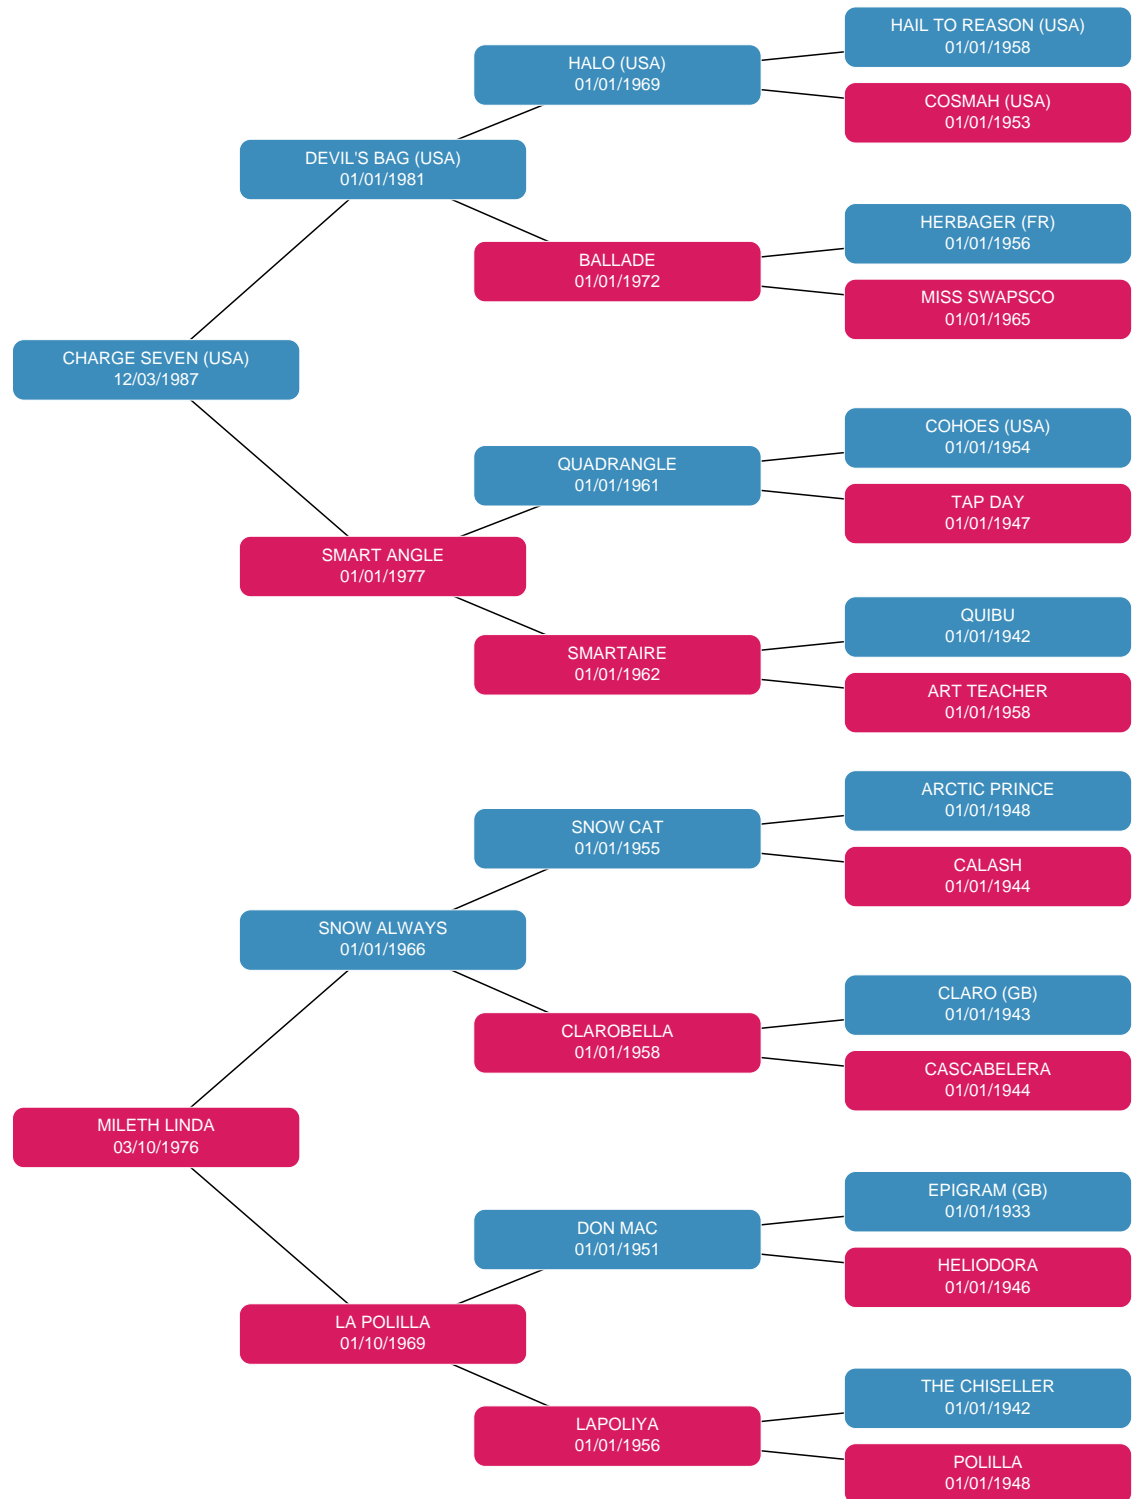 HAIL TO REASON (USA)
01/01/1958
HALO (USA)
01/01/1969
COSMAH (USA)
01/01/1953
DEVIL'S BAG (USA)
01/01/1981
HERBAGER (FR)
01/01/1956
BALLADE
01/01/1972
MISS SWAPSCO
01/01/1965
CHARGE SEVEN (USA)
12/03/1987
COHOES (USA)
01/01/1954
QUADRANGLE
01/01/1961
TAP DAY
01/01/1947
SMART ANGLE
01/01/1977
QUIBU
01/01/1942
SMARTAIRE
01/01/1962
ART TEACHER
01/01/1958
ARCTIC PRINCE
01/01/1948
SNOW CAT
01/01/1955
CALASH
01/01/1944
SNOW ALWAYS
01/01/1966
CLARO (GB)
01/01/1943
CLAROBELLA
01/01/1958
CASCABELERA
01/01/1944
MILETH LINDA
03/10/1976
EPIGRAM (GB)
01/01/1933
DON MAC
01/01/1951
HELIODORA
01/01/1946
LA POLILLA
01/10/1969
THE CHISELLER
01/01/1942
LAPOLIYA
01/01/1956
POLILLA
01/01/1948